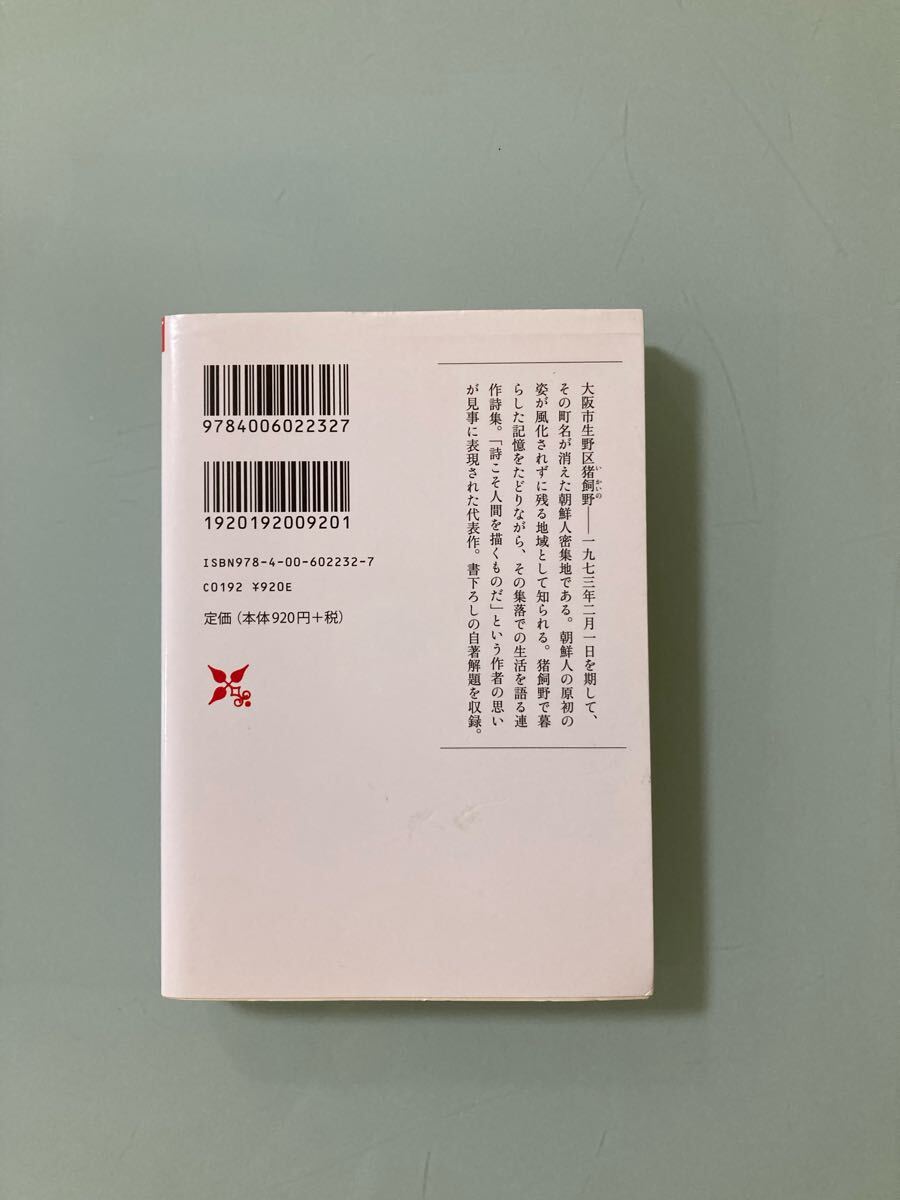 9784006022327
1920192009201
ISBN978-4-00-602232-7
C0192 ¥920E
定価(本体920円+税)
大阪市生野区猪飼野――一九七三年二月一日を期して、
いかいの
その町名が消えた朝鮮人密集地である。朝鮮人の原初の
姿が風化されずに残る地域として知られる。猪飼野で暮
らした記憶をたどりながら、その集落での生活を語る連
作詩集。「詩こそ人間を描くものだ」という作者の思い
が見事に表現された代表作。書下ろしの自著解題を収録。